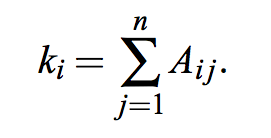 $k_i = \sum_{j=1}^{n} A_{ij}.$